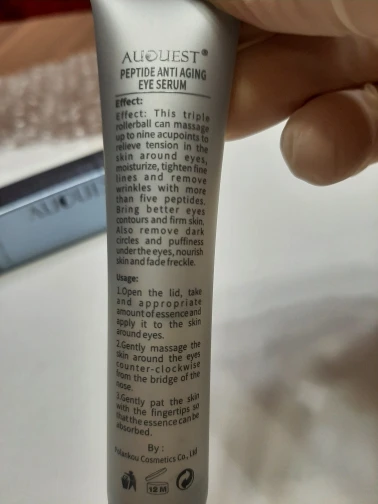 AUQUEST®
PEPTIDE ANTI AGING
EYE SERUM
Effect:
Effect: This triple
rollerball can massage
up to nine acupoints to
relieve tension in the
skin around eyes,
moisturize, tighten fine
lines and remove
wrinkles with more
than five peptides.
Bring better eyes
contours and firm skin.
Also remove dark
circles and puffiness
under the eyes, nourish
skin and fade freckle.
Usage:
1.Open the lid, take
and appropriate
amount of essence and
apply it to the skin
around eyes.
2.Gently massage the
skin around the eyes
counter-clockwise
from the bridge of the
nose.
3.Gently pat the skin
with the fingertips so
that the essence can be
absorbed.
By:
Cosmetics Co., Ltd
12 M
AUQUEST